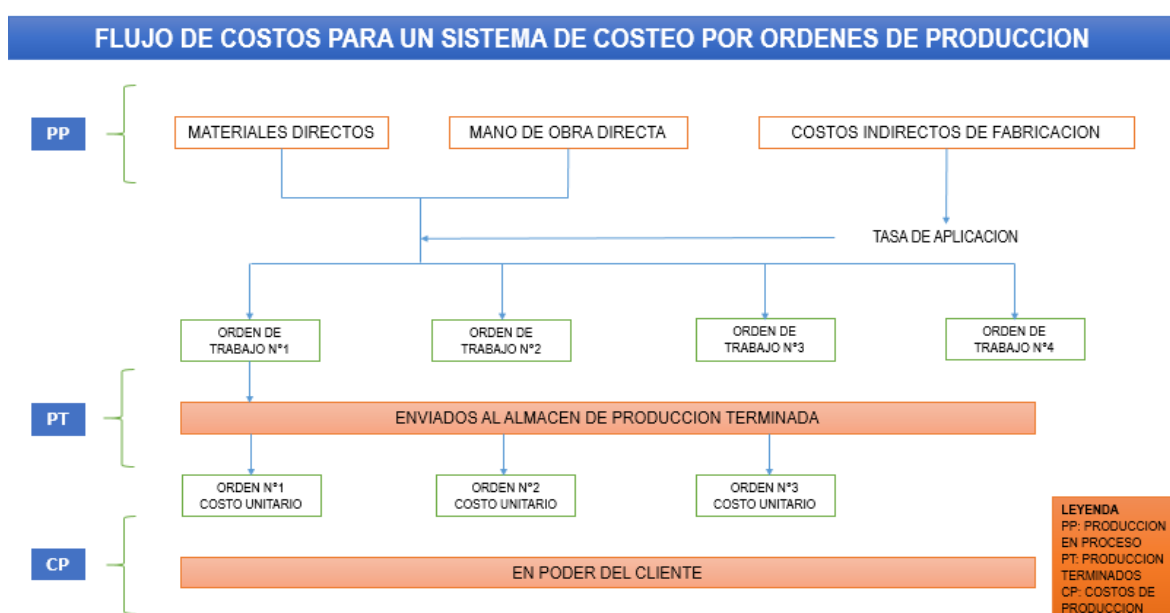 FLUJO DE COSTOS PARA UN SISTEMA DE COSTEO POR ORDENES DE PRODUCCION
PP
MATERIALES DIRECTOS
MANO DE OBRA DIRECTA
COSTOS INDIRECTOS DE FABRICACION
TASA DE APLICACION
ORDEN DE
TRABAJO N°1
ORDEN DE
TRABAJO N°2
ORDEN DE
TRABAJO N°3
ORDEN DE
TRABAJO N°4
PT
ENVIADOS AL ALMACEN DE PRODUCCION TERMINADA
ORDEN N°1
COSTO UNITARIO
ORDEN N°2
COSTO UNITARIO
ORDEN N°3
COSTO UNITARIO
CP
EN PODER DEL CLIENTE
LEYENDA
PP: PRODUCCION
EN PROCESO
PT: PRODUCCION
TERMINADOS
CP: COSTOS DE
PRODUCCION